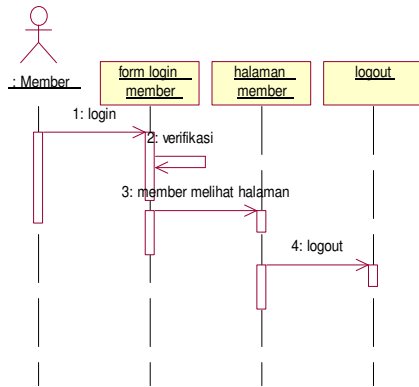 : Member
form login
member
halaman
member
logout
1: login
2: verifikasi
3: member melihat halaman
4: logout